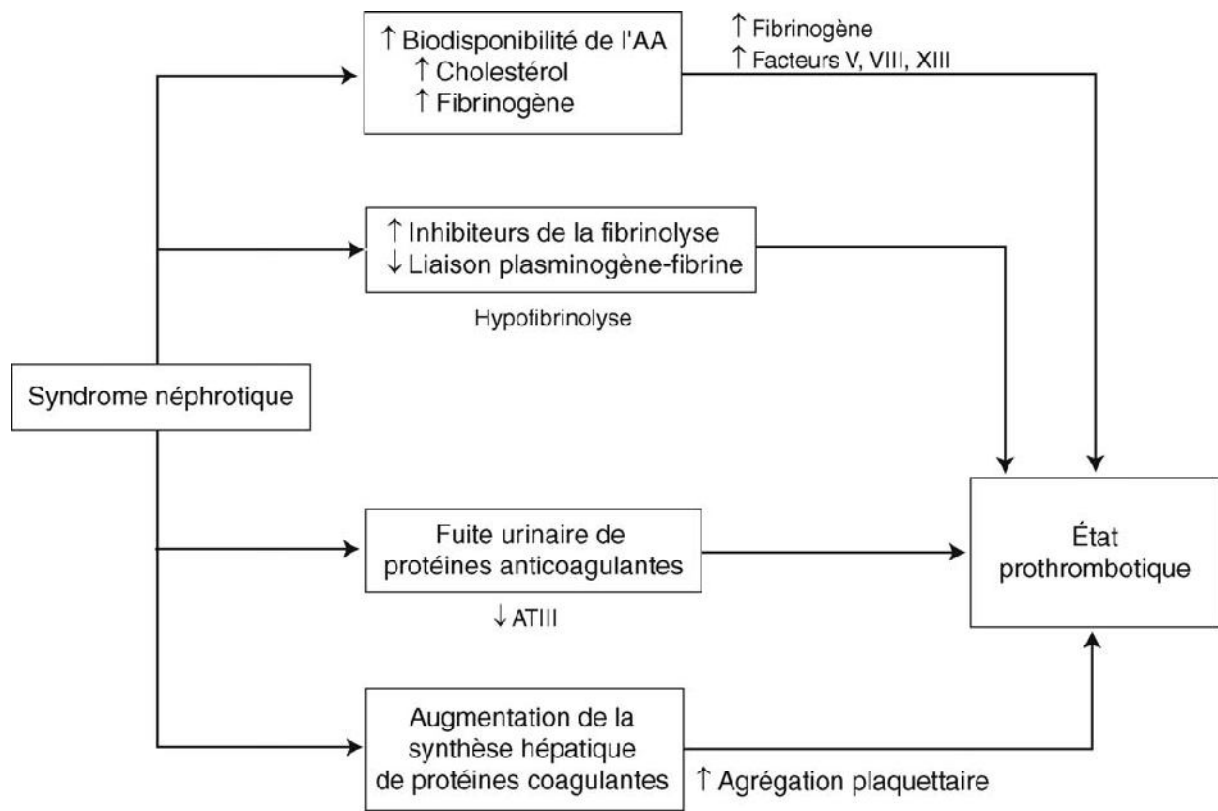 ↑ Biodisponibilité de l'AA
↑ Cholestérol
↑ Fibrinogène
↑ Fibrinogène
↑ Facteurs V, VIII, XIII
↑ Inhibiteurs de la fibrinolyse
↓ Liaison plasminogène-fibrine
Hypofibrinolyse
Syndrome néphrotique
Fuite urinaire de
protéines anticoagulantes
↓ ATIII
État
prothrombotique
Augmentation de la
synthèse hépatique
de protéines coagulantes
↑ Agrégation plaquettaire